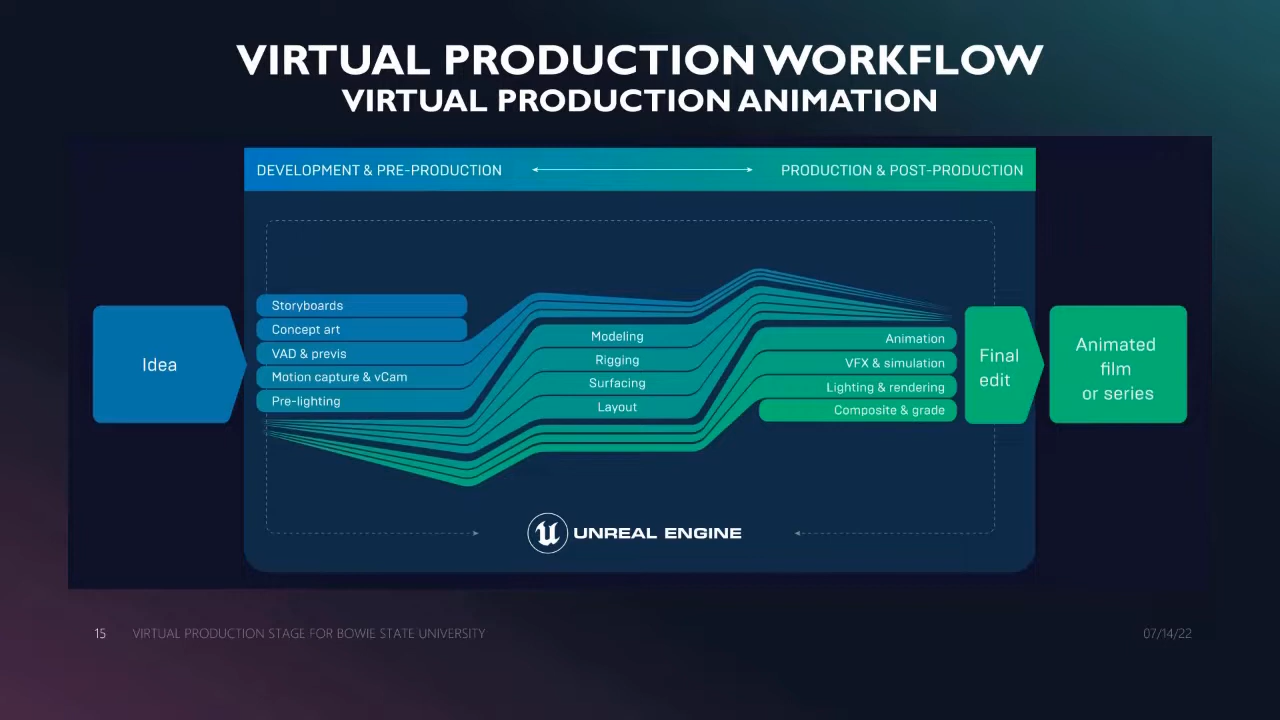 VIRTUAL PRODUCTION WORKFLOW
VIRTUAL PRODUCTION ANIMATION
DEVELOPMENT & PRE-PRODUCTION
PRODUCTION & POST-PRODUCTION
Idea
Storyboards
Concept art
VAD & previs
Motion capture & vCam
Pre-lighting
Modeling
Rigging
Surfacing
Layout
Animation
VFX & simulation
Lighting & rendering
Composite & grade
Final
edit
Animated
film
or series
UNREAL ENGINE
15 VIRTUAL PRODUCTION STAGE FOR BOWIE STATE UNIVERSITY
07/14/22